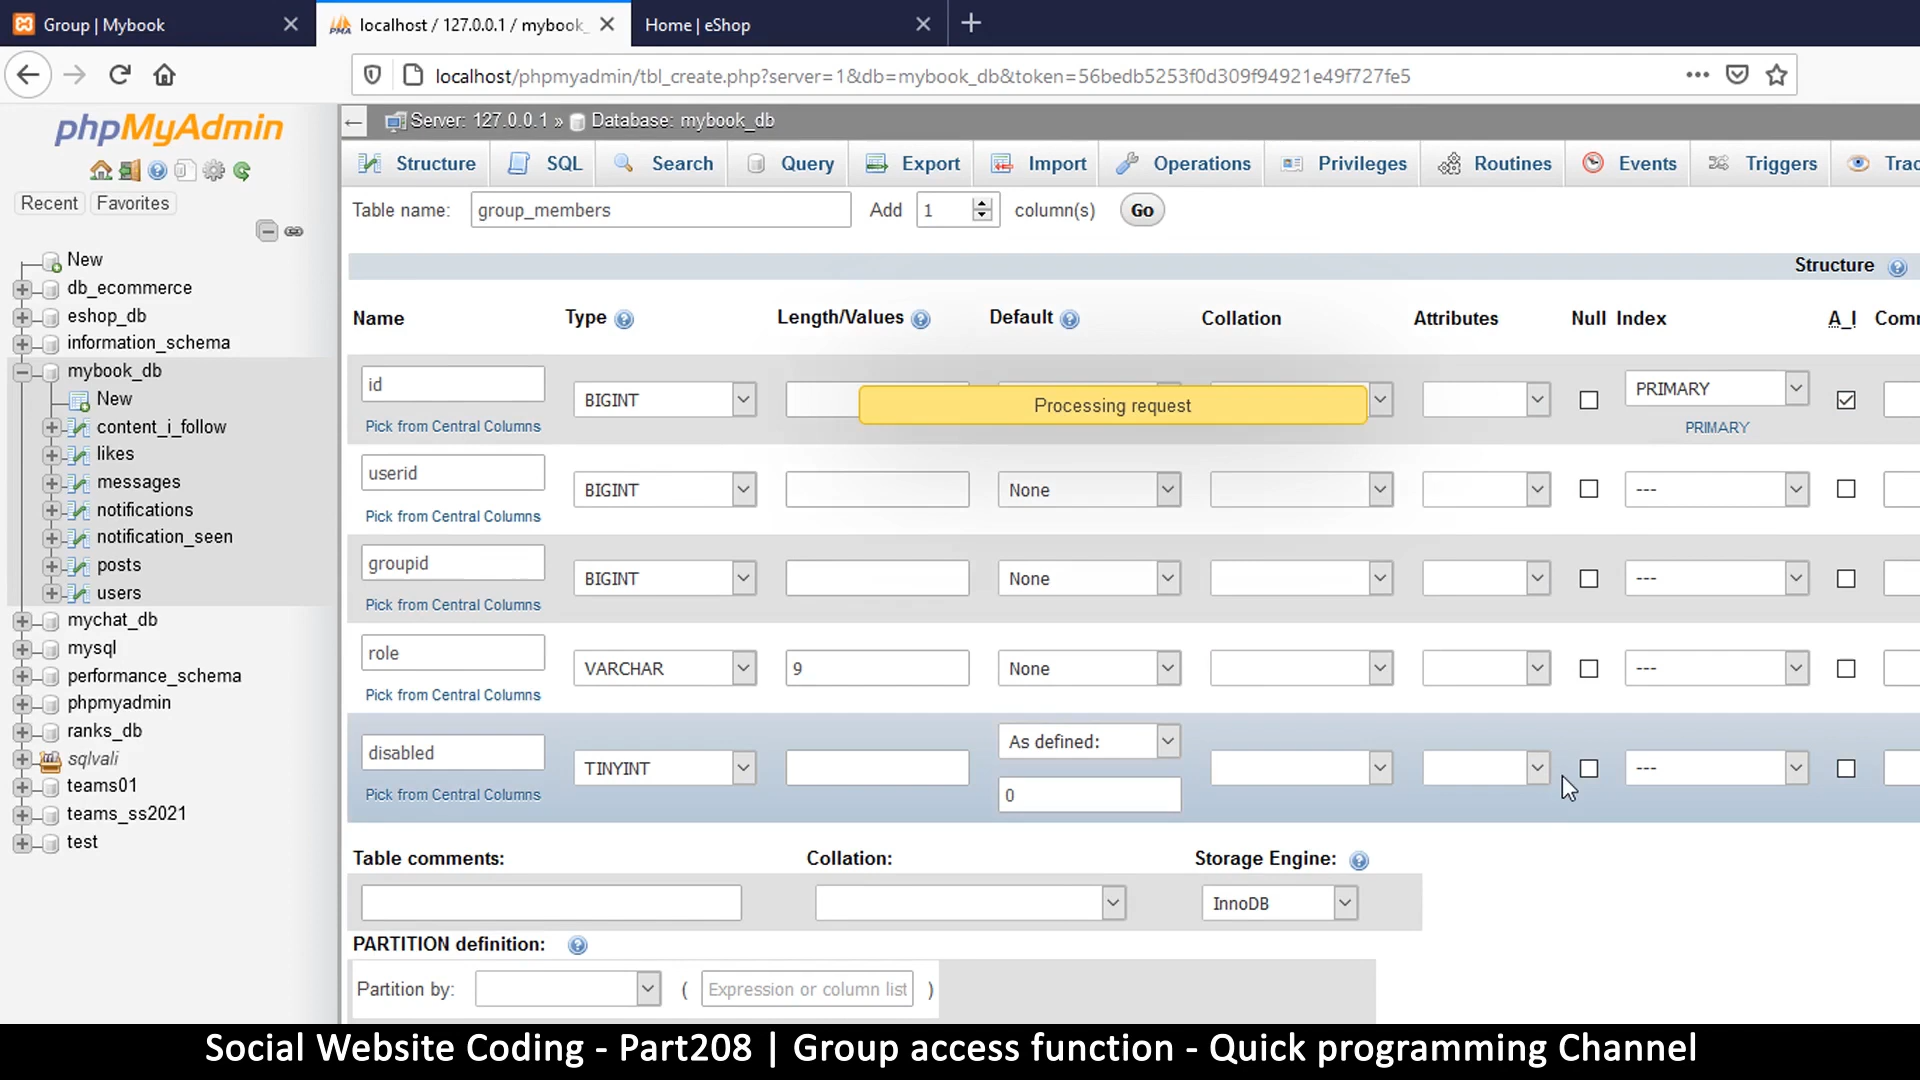 Group | Mybook
localhost / 127.0.0.1 / mybook_
Home | eShop
localhost/phpmyadmin/tbl_create.php?server=1&db=mybook_db&token=56bedb5253f0d309f94921e49f727fe5
phpMyAdmin
Recent Favorites
New
db_ecommerce
eshop_db
information_schema
mybook_db
New
content_i_follow
likes
messages
notifications
notification_seen
posts
users
mychat_db
mysql
performance_schema
phpmyadmin
ranks_db
sqlvali
teams01
teams_ss2021
test
Server: 127.0.0.1 » Database: mybook_db
Structure SQL Search Query Export Import Operations Privileges Routines Events Triggers Trac
Table name: group_members Add 1 column(s) Go
Structure
Name Type Length/Values Default Collation Attributes Null Index A_I Comm
id BIGINT PRIMARY
Processing request
Pick from Central Columns PRIMARY
userid BIGINT None ---
Pick from Central Columns
groupid BIGINT None ---
Pick from Central Columns
role VARCHAR 9 None ---
Pick from Central Columns
disabled TINYINT As defined: ---
0
Pick from Central Columns
Table comments: Collation: Storage Engine:
InnoDB
PARTITION definition:
Partition by: ( Expression or column list )
Social Website Coding - Part208 | Group access function - Quick programming Channel